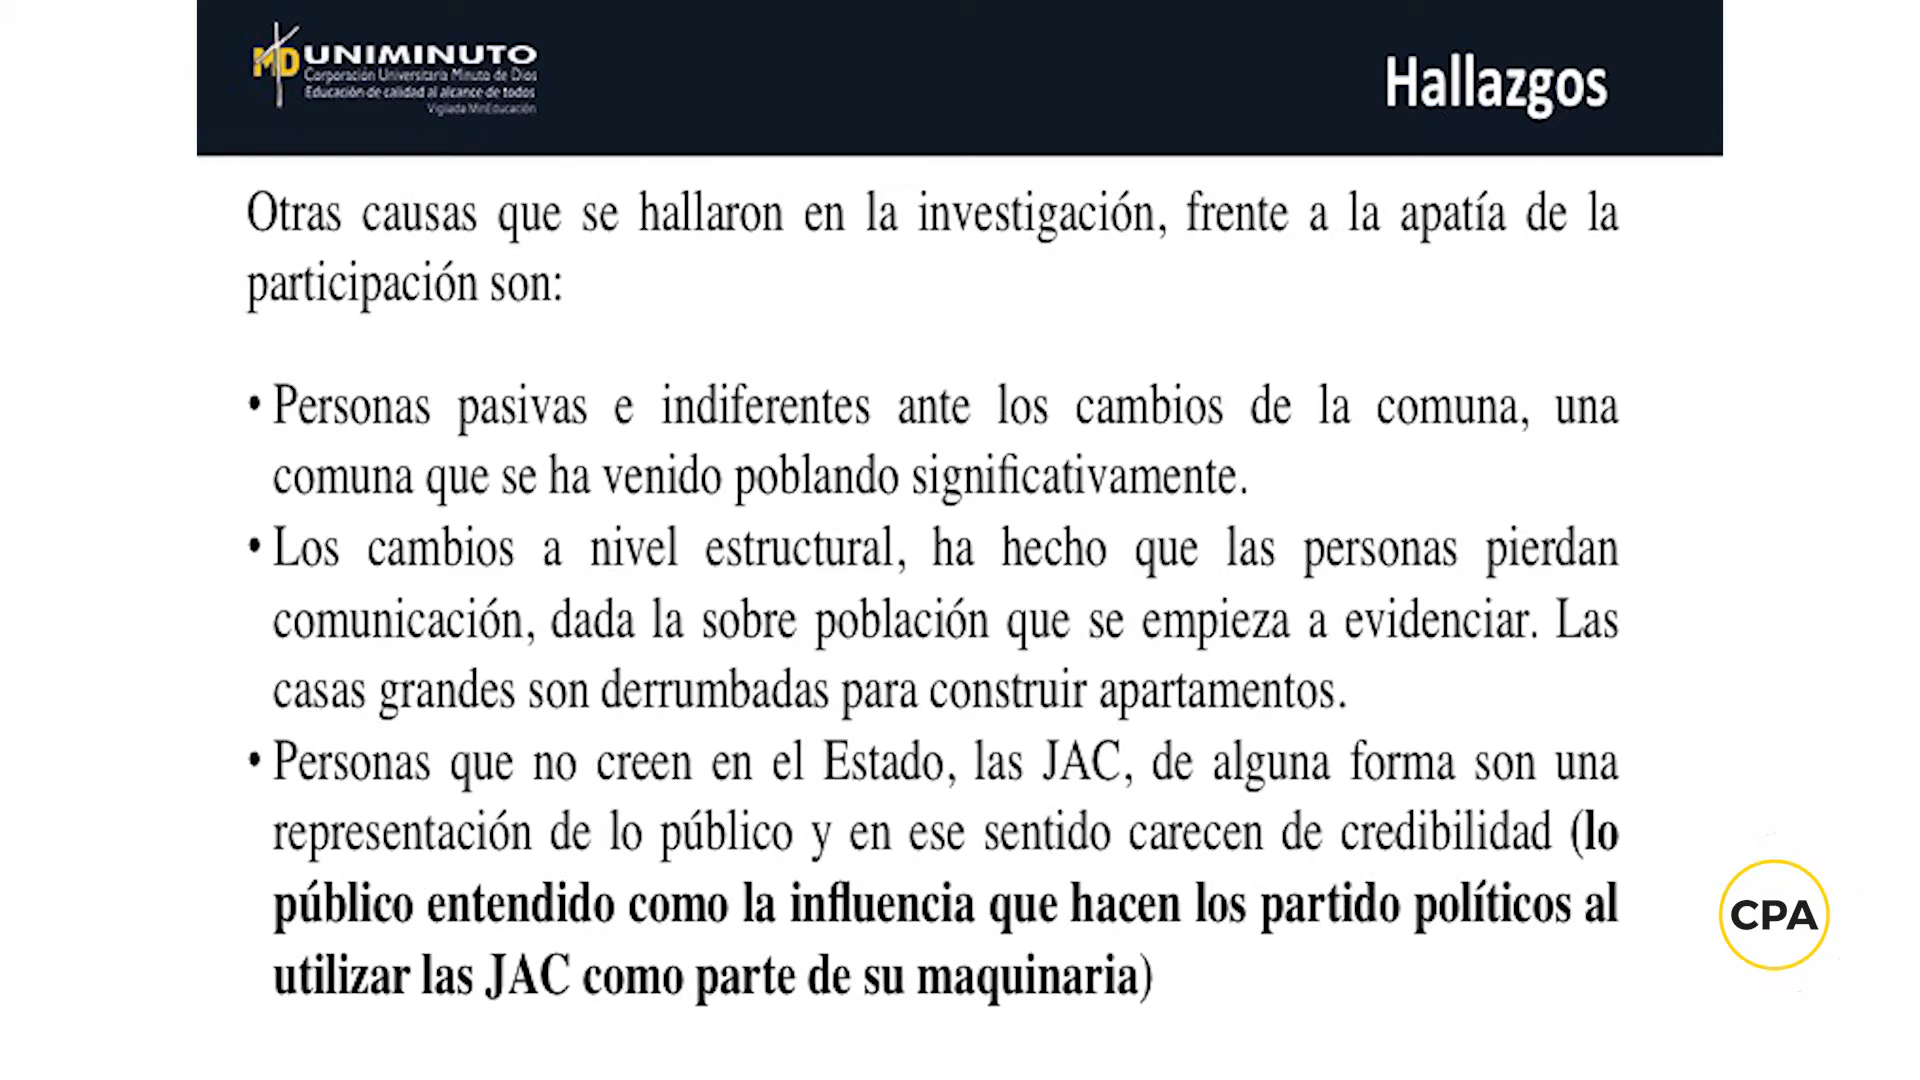 MD UNIMINUTO
Corporación Universitaria Minuto de Dios
Educación de calidad al alcance de todos
Vigilada MinEducación
Hallazgos
Otras causas que se hallaron en la investigación, frente a la apatía de la
participación son:
• Personas pasivas e indiferentes ante los cambios de la comuna, una
comuna que se ha venido poblando significativamente.
• Los cambios a nivel estructural, ha hecho que las personas pierdan
comunicación, dada la sobre población que se empieza a evidenciar. Las
casas grandes son derrumbadas para construir apartamentos.
• Personas que no creen en el Estado, las JAC, de alguna forma son una
representación de lo público y en ese sentido carecen de credibilidad (lo
público entendido como la influencia que hacen los partido políticos al
utilizar las JAC como parte de su maquinaria)
CPA